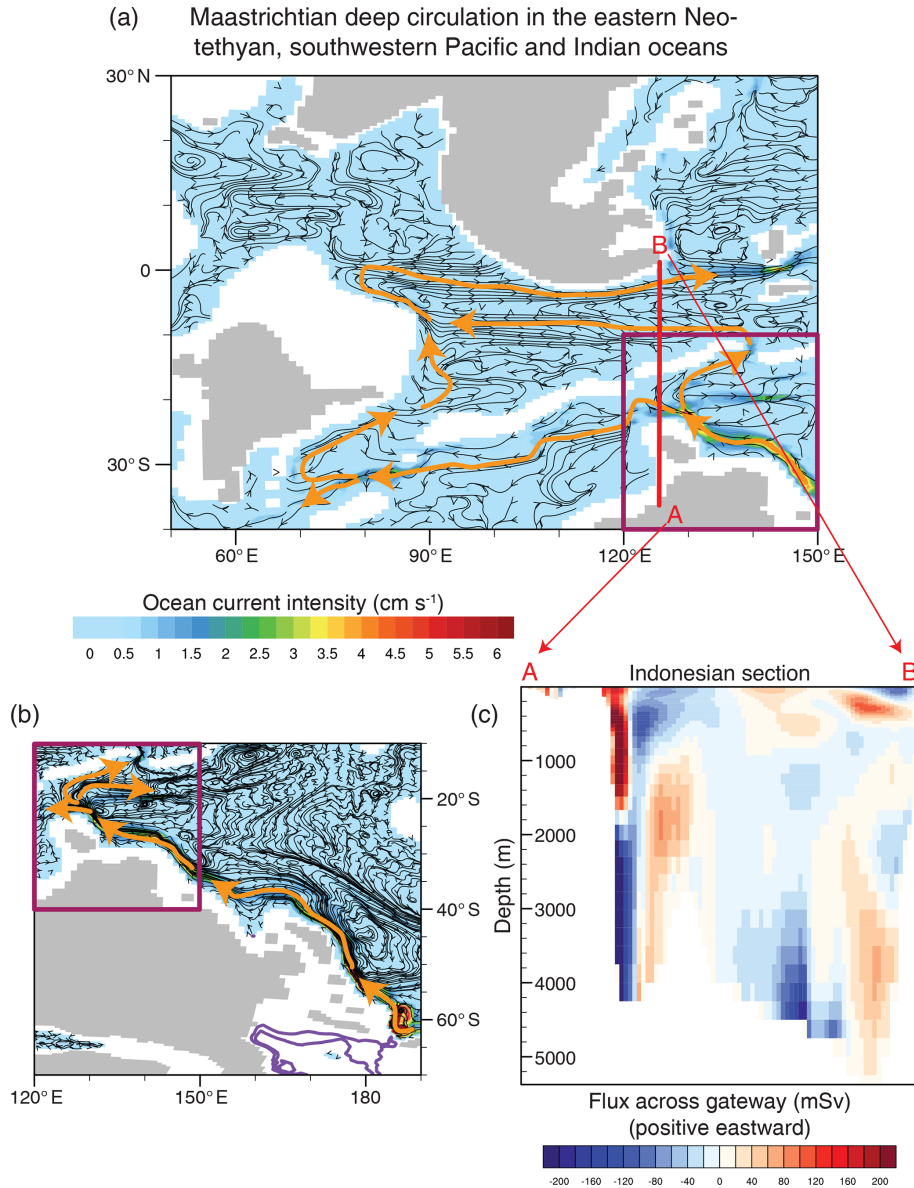 (a)
Maastrichtian deep circulation in the eastern Neo-
tethyan, southwestern Pacific and Indian oceans
30° N
0
30° S
B
A
60° E
90° E
120° E
150° E
Ocean current intensity (cm s⁻¹)
0 0.5 1 1.5 2 2.5 3 3.5 4 4.5 5 5.5 6
A
B
Indonesian section
(b)
20° S
40° S
60° S
120° E
150° E
180
(c)
Depth (m)
1000
2000
3000
4000
5000
Flux across gateway (mSv)
(positive eastward)
-200 -160 -120 -80 -40 0 40 80 120 160 200